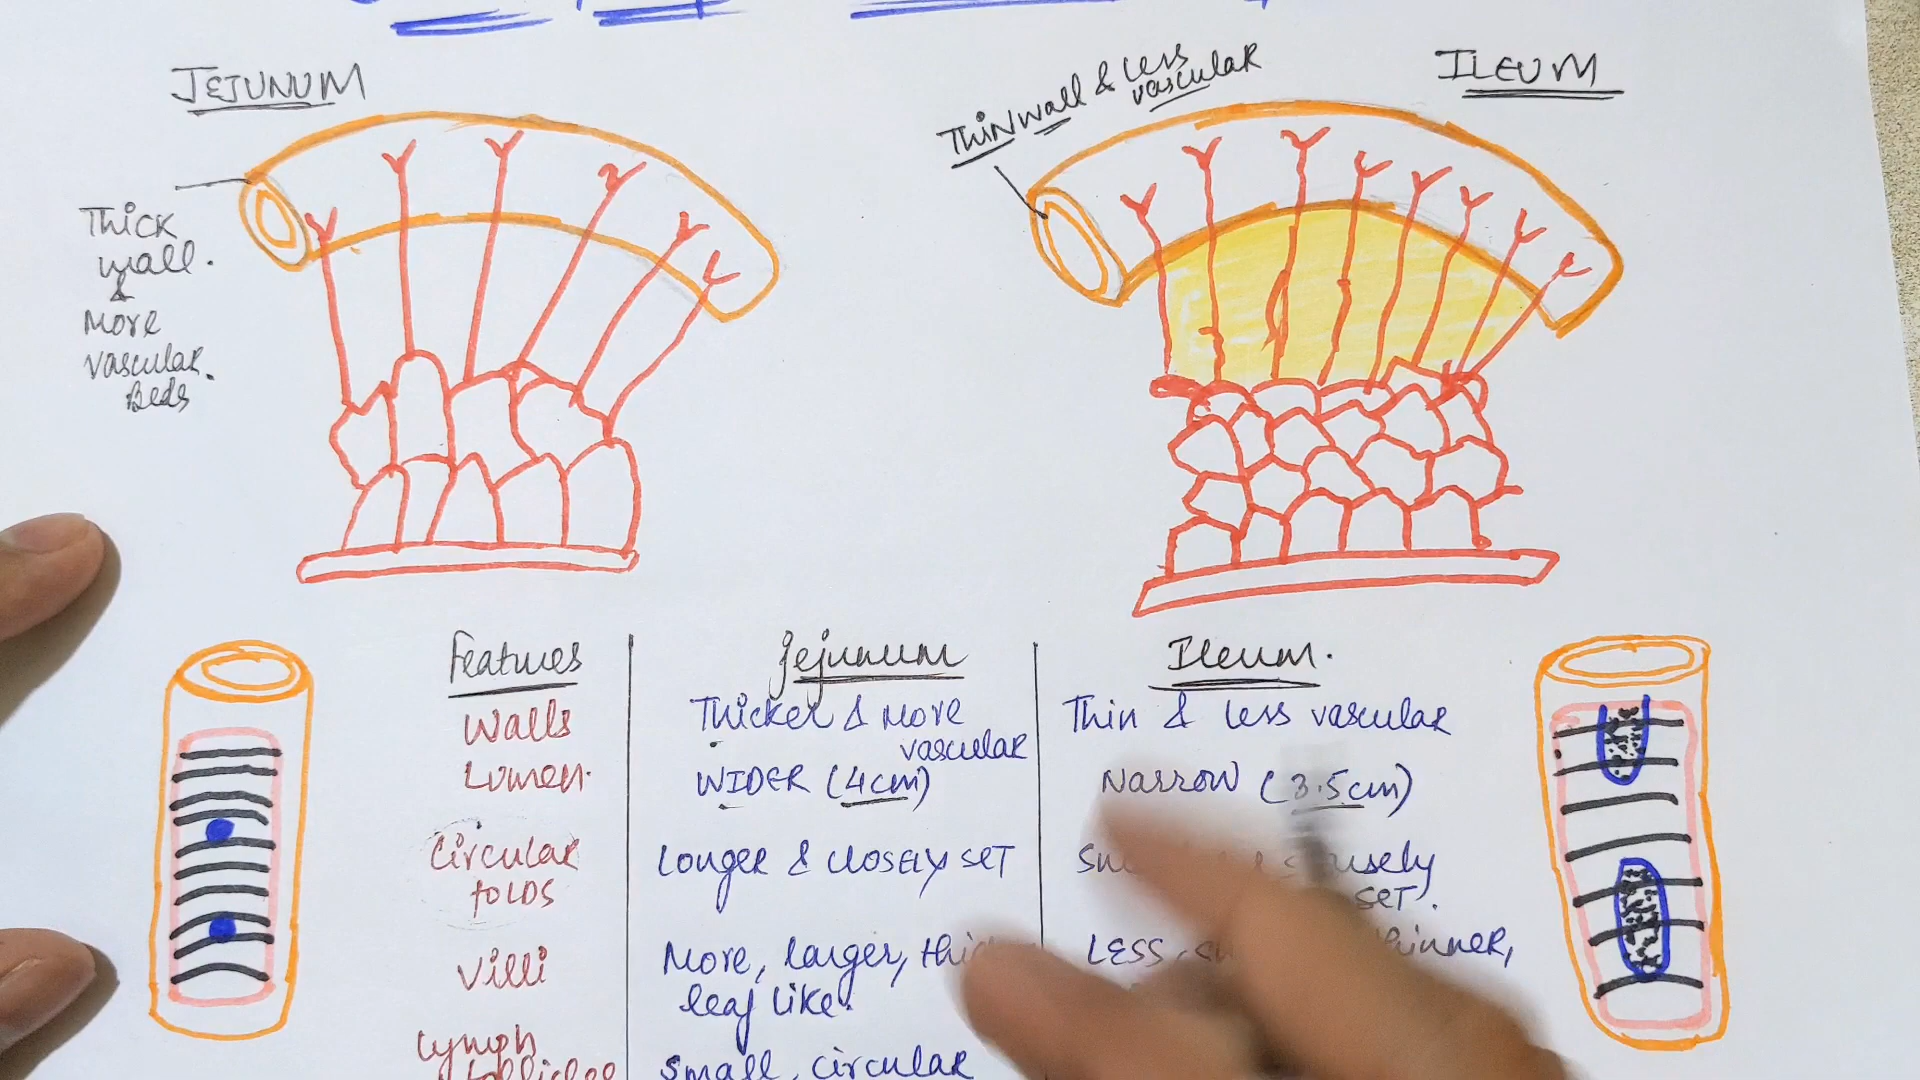 JEJUNUM
Thin wall & Less
vascular
ILEUM
Thick
wall.
&
More
vascular
Beds.
Features
Jejunum
Ileum.
Walls
Thicker & More
vascular
Thin & Less vascular
Lumen.
WIDER (4cm)
Narrow (3.5cm)
Circular
folds
Longer & closely set
set.
Villi
More, larger,
leaf like.
Less,
thinner,
Lymph
small, circular